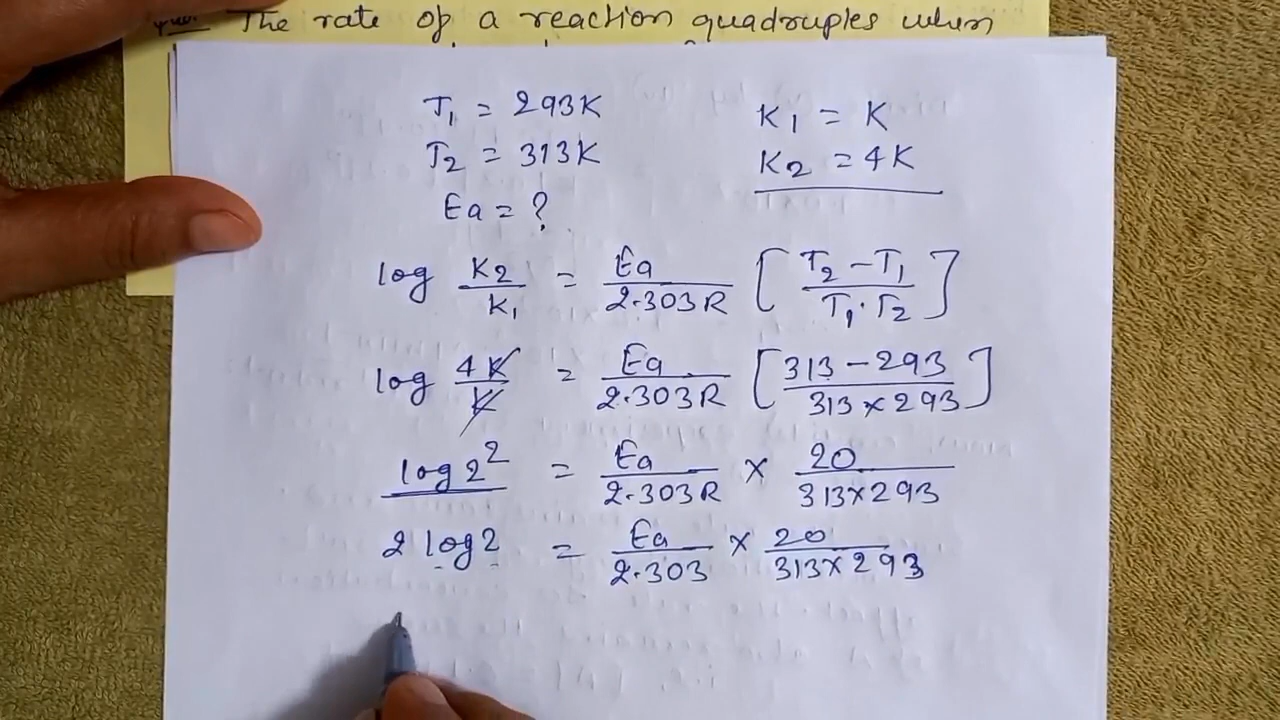 The rate of a reaction quadruples when
T₁ = 293K K₁ = K
T₂ = 313K K₂ = 4K
Ea = ?
log K₂/K₁ = Ea/2.303R [T₂-T₁/T₁.T₂]
log 4K/K = Ea/2.303R [313-293/313×293]
log 2² = Ea/2.303R × 20/313×293
2 log2 = Ea/2.303 × 20/313×293